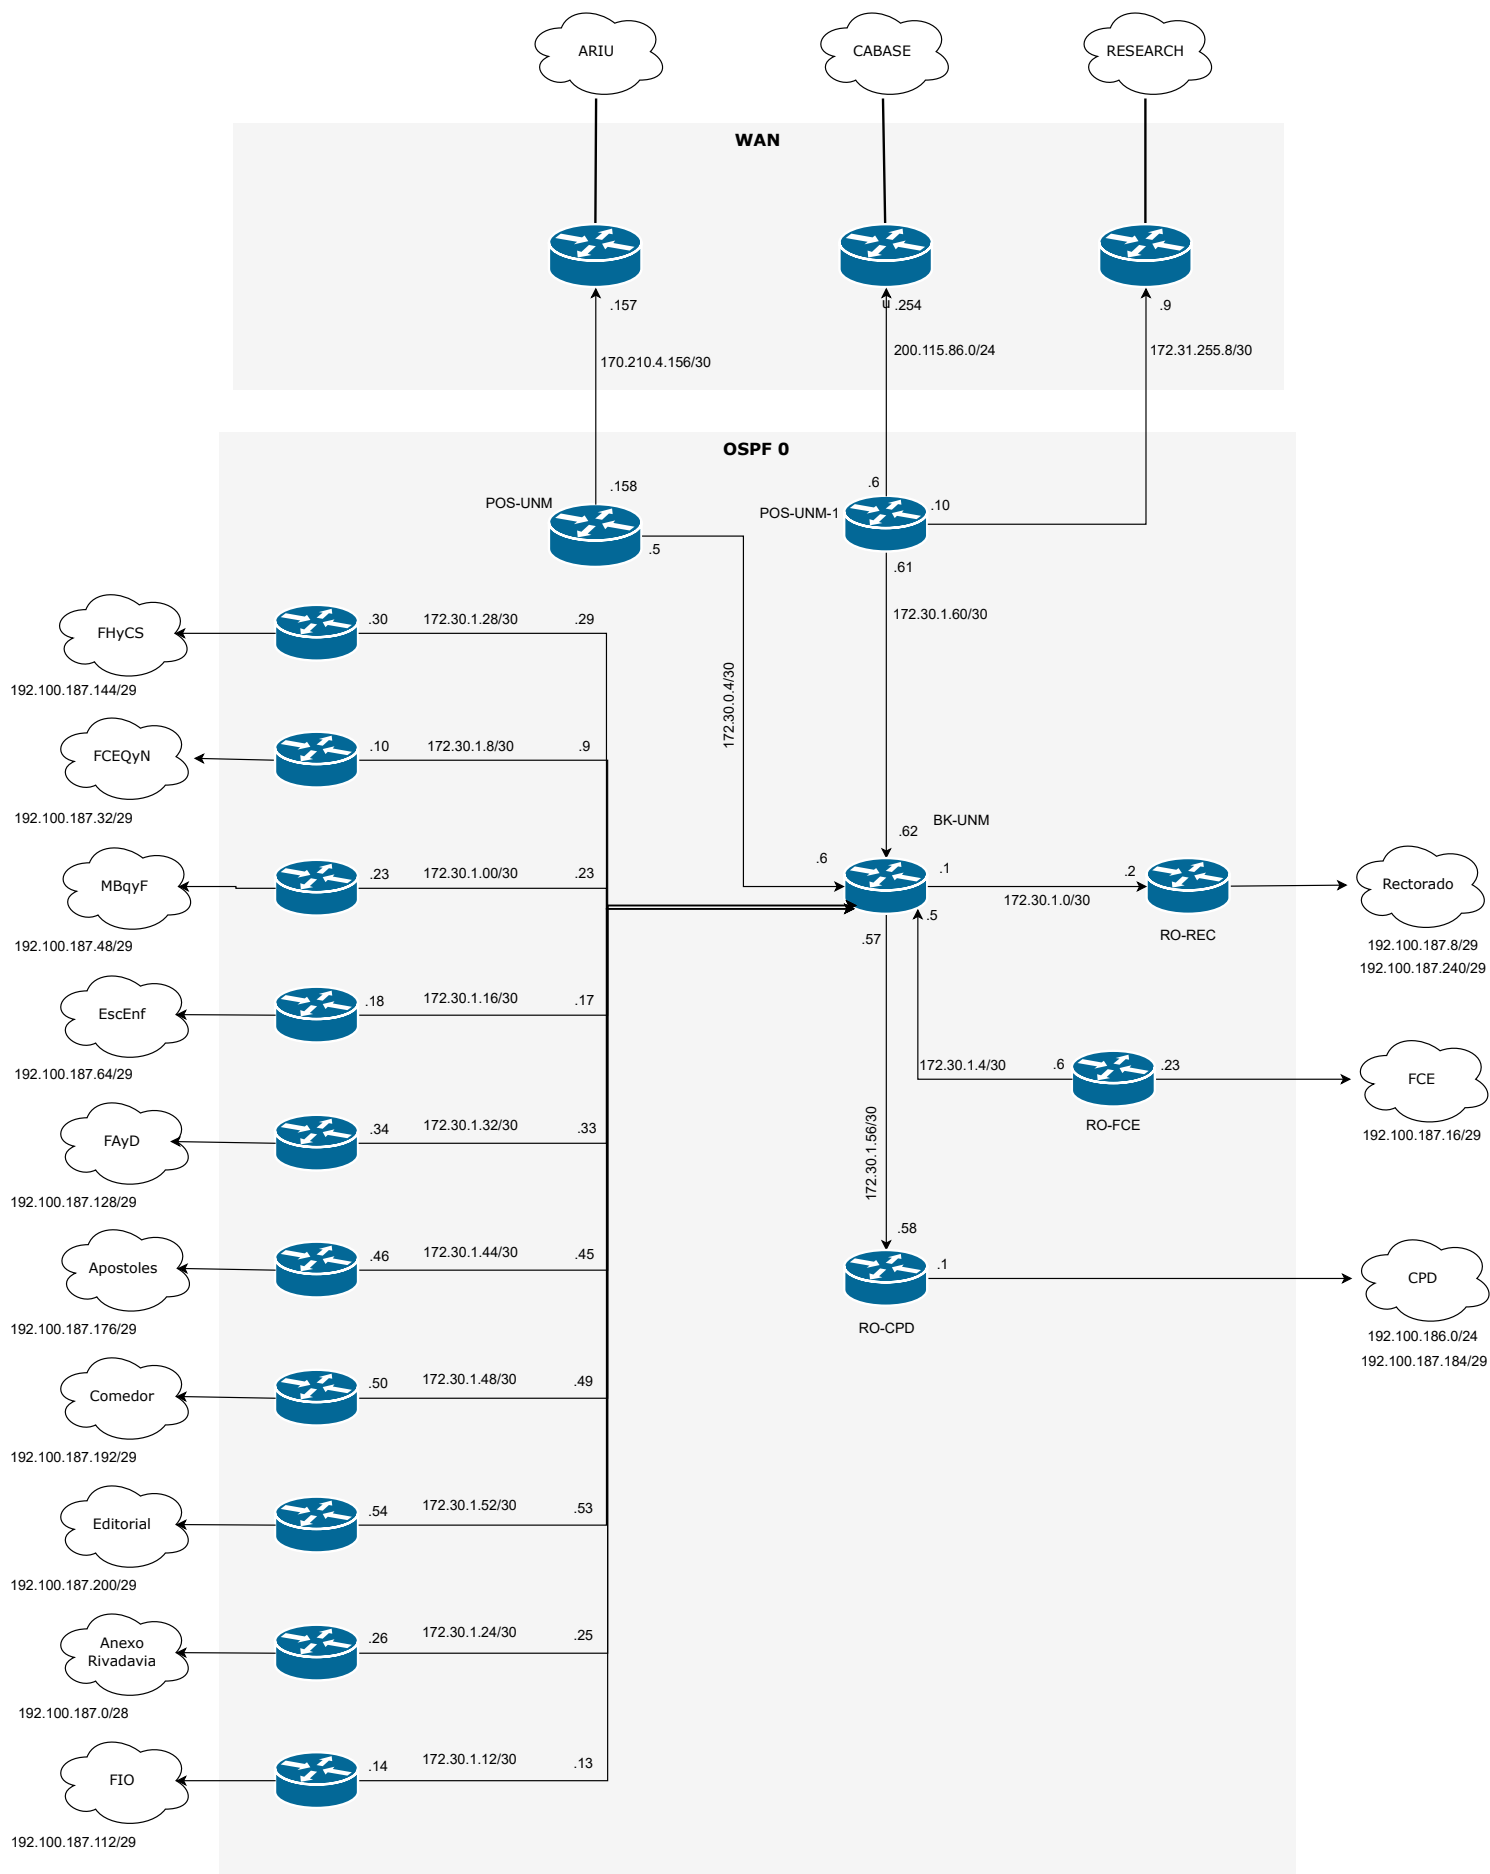 ARIU
CABASE
RESEARCH
WAN
.157
u .254
.9
170.210.4.156/30
200.115.86.0/24
172.31.255.8/30
OSPF 0
.158
.6
POS-UNM
POS-UNM-1
.10
.5
.61
172.30.1.60/30
172.30.0.4/30
FHyCS
.30
172.30.1.28/30
.29
192.100.187.144/29
FCEQyN
.10
172.30.1.8/30
.9
192.100.187.32/29
BK-UNM
.62
.6
.1
.2
172.30.1.0/30
RO-REC
Rectorado
192.100.187.8/29
192.100.187.240/29
.5
.57
MBqyF
.23
172.30.1.00/30
.23
192.100.187.48/29
EscEnf
.18
172.30.1.16/30
.17
192.100.187.64/29
172.30.1.4/30
.6
.23
RO-FCE
FCE
192.100.187.16/29
172.30.1.56/30
FAyD
.34
172.30.1.32/30
.33
192.100.187.128/29
.58
.1
RO-CPD
CPD
192.100.186.0/24
192.100.187.184/29
Apostoles
.46
172.30.1.44/30
.45
192.100.187.176/29
Comedor
.50
172.30.1.48/30
.49
192.100.187.192/29
Editorial
.54
172.30.1.52/30
.53
192.100.187.200/29
Anexo
Rivadavia
.26
172.30.1.24/30
.25
192.100.187.0/28
FIO
.14
172.30.1.12/30
.13
192.100.187.112/29